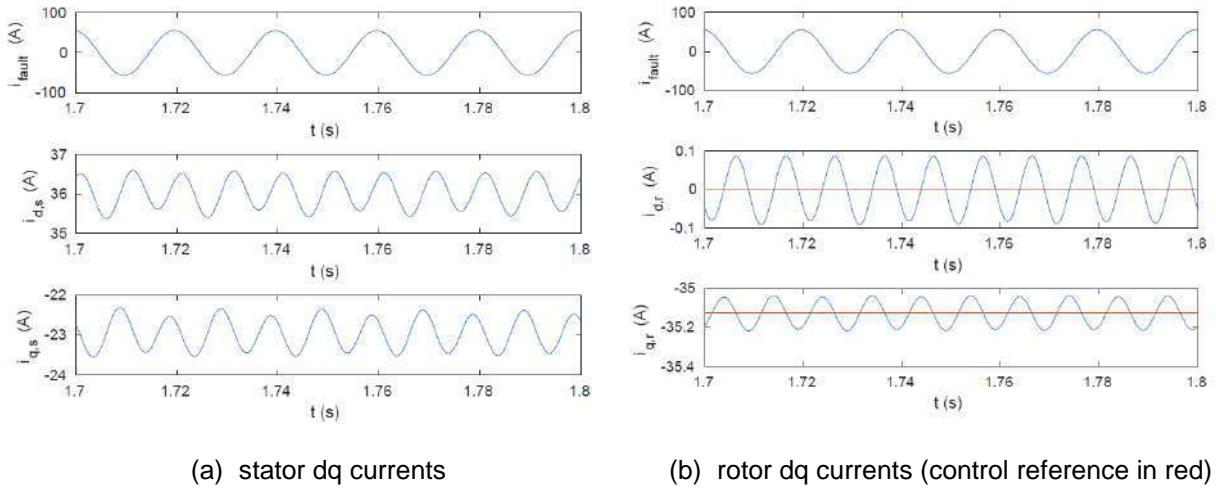 i_fault (A)
100
0
-100
1.7 1.72 1.74 1.76 1.78 1.8
t (s)
i_d,s (A)
37
36
35
1.7 1.72 1.74 1.76 1.78 1.8
t (s)
i_q,s (A)
-22
-23
-24
1.7 1.72 1.74 1.76 1.78 1.8
t (s)
(a) stator dq currents
i_fault (A)
100
0
-100
1.7 1.72 1.74 1.76 1.78 1.8
t (s)
i_d,r (A)
0.1
0
-0.1
1.7 1.72 1.74 1.76 1.78 1.8
t (s)
i_q,r (A)
-35
-35.2
-35.4
1.7 1.72 1.74 1.76 1.78 1.8
t (s)
(b) rotor dq currents (control reference in red)